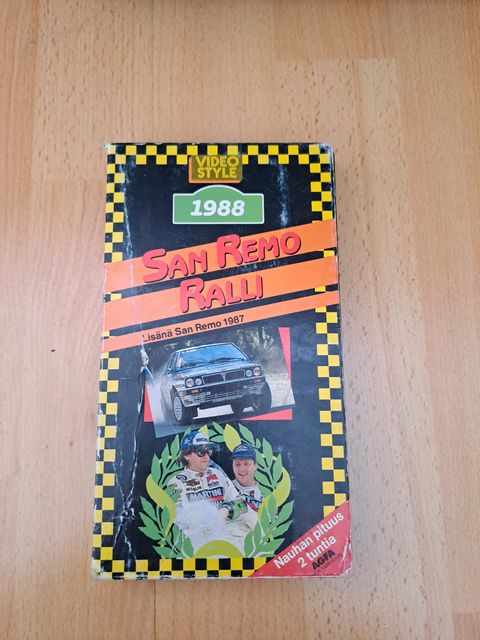 VIDEO
STYLE
1988
SAN REMO
RALLI
Lisänä San Remo 1987
MARTINI
Nauhan pituus
2 tuntia
AGFA